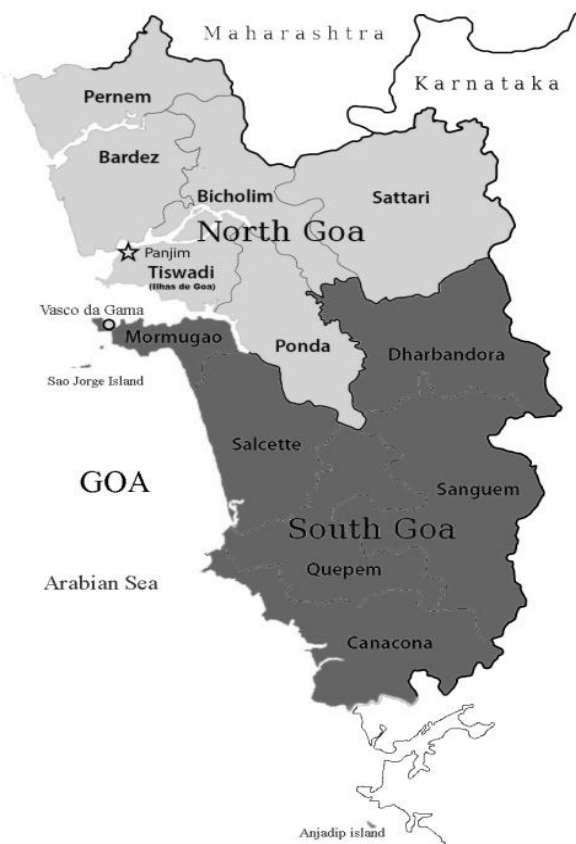 Maharashtra
Karnataka
Pernem
Bardez
Bicholim
Sattari
North Goa
Panjim
Tiswadi
(Ilhas de Goa)
Vasco da Gama
Mormugao
Ponda
Dharbandora
Sao Jorge Island
Salcette
GOA
Sanguem
South Goa
Quepem
Arabian Sea
Canacona
Anjadip island